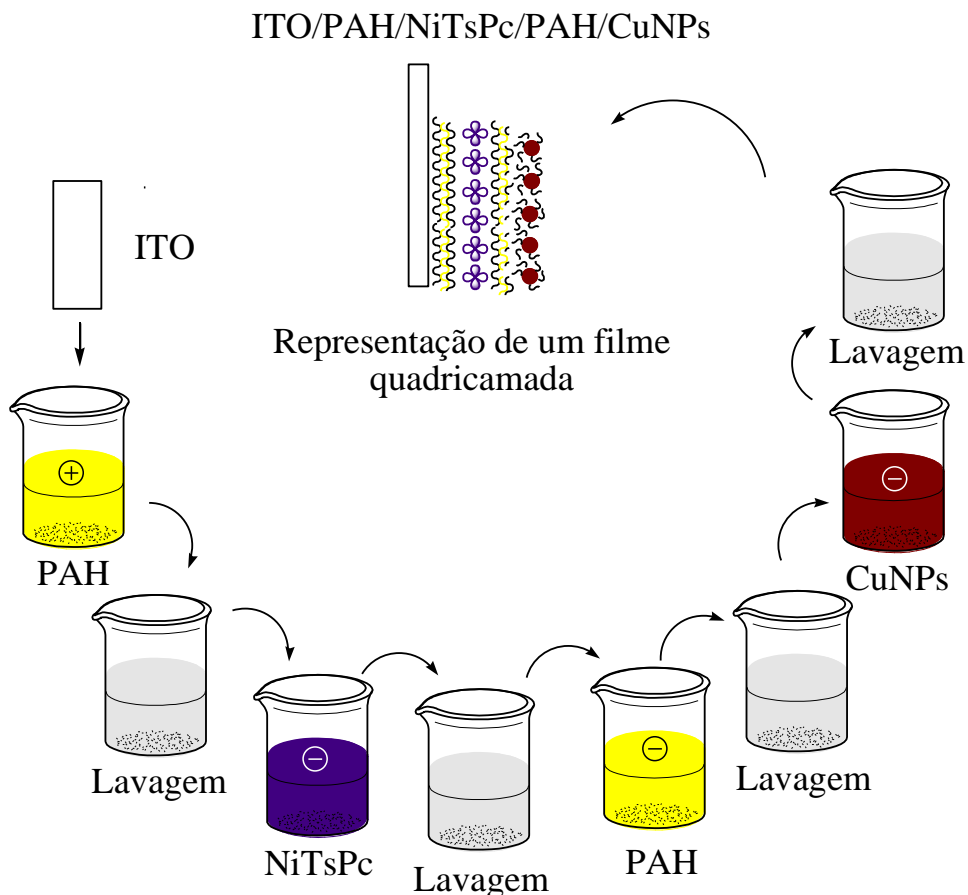 ITO/PAH/NiTsPc/PAH/CuNPs
ITO
Representação de um filme
quadricamada
Lavagem
+
PAH
−
CuNPs
Lavagem
−
NiTsPc
Lavagem
−
PAH
Lavagem